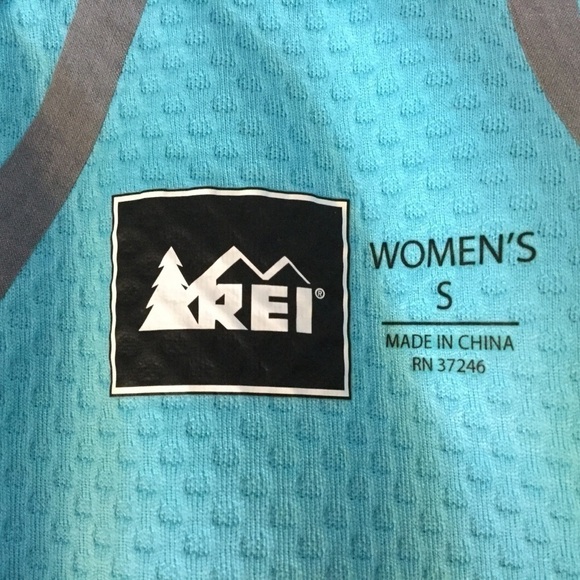 REI®
WOMEN'S
S
MADE IN CHINA
RN 37246